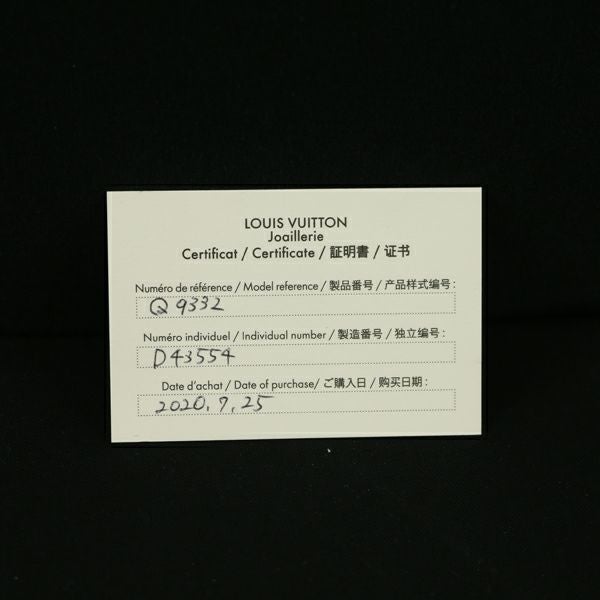 LOUIS VUITTON
Joaillerie
Certificat / Certificate / 証明書 / 证书
Numéro de référence / Model reference / 製品番号 / 产品样式编号 :
Q 9332
Numéro individuel / Individual number / 製造番号 / 独立编号 :
D43554
Date d'achat / Date of purchase/ ご購入日 / 购买日期 :
2020.7.25